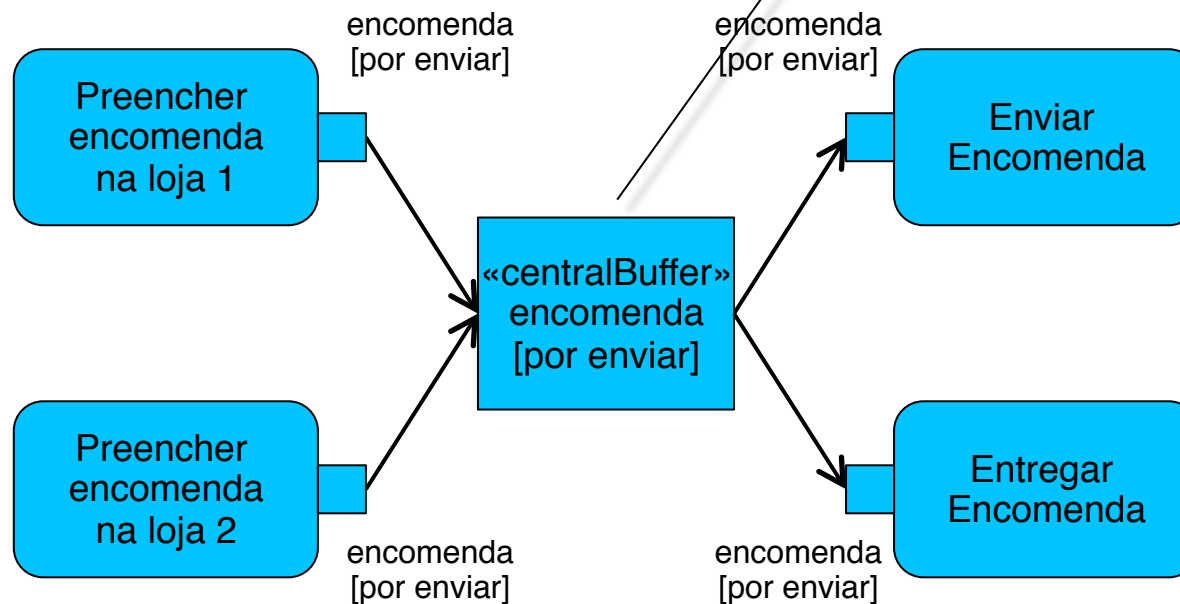 encomenda
[por enviar]
encomenda
[por enviar]
Preencher
encomenda
na loja 1
Enviar
Encomenda
«centralBuffer»
encomenda
[por enviar]
Preencher
encomenda
na loja 2
Entregar
Encomenda
encomenda
[por enviar]
encomenda
[por enviar]